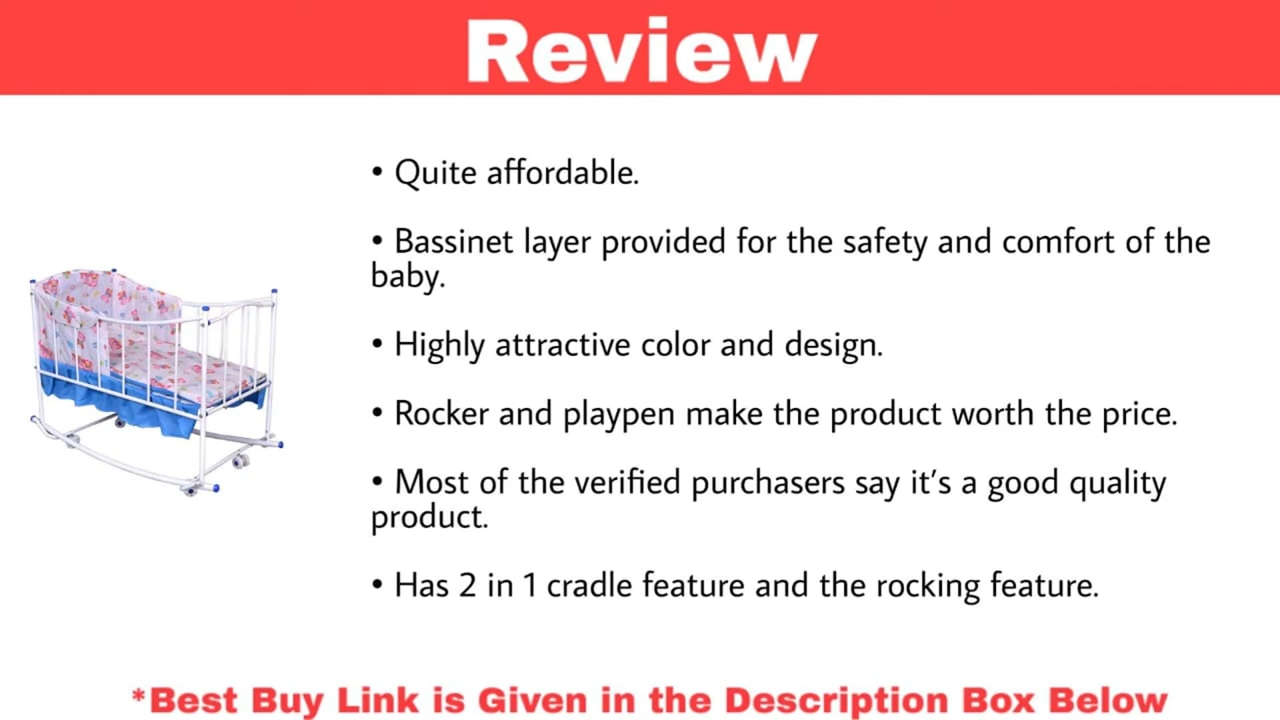 Review
• Quite affordable.
• Bassinet layer provided for the safety and comfort of the
baby.
• Highly attractive color and design.
• Rocker and playpen make the product worth the price.
• Most of the verified purchasers say it’s a good quality
product.
• Has 2 in 1 cradle feature and the rocking feature.
*Best Buy Link is Given in the Description Box Below